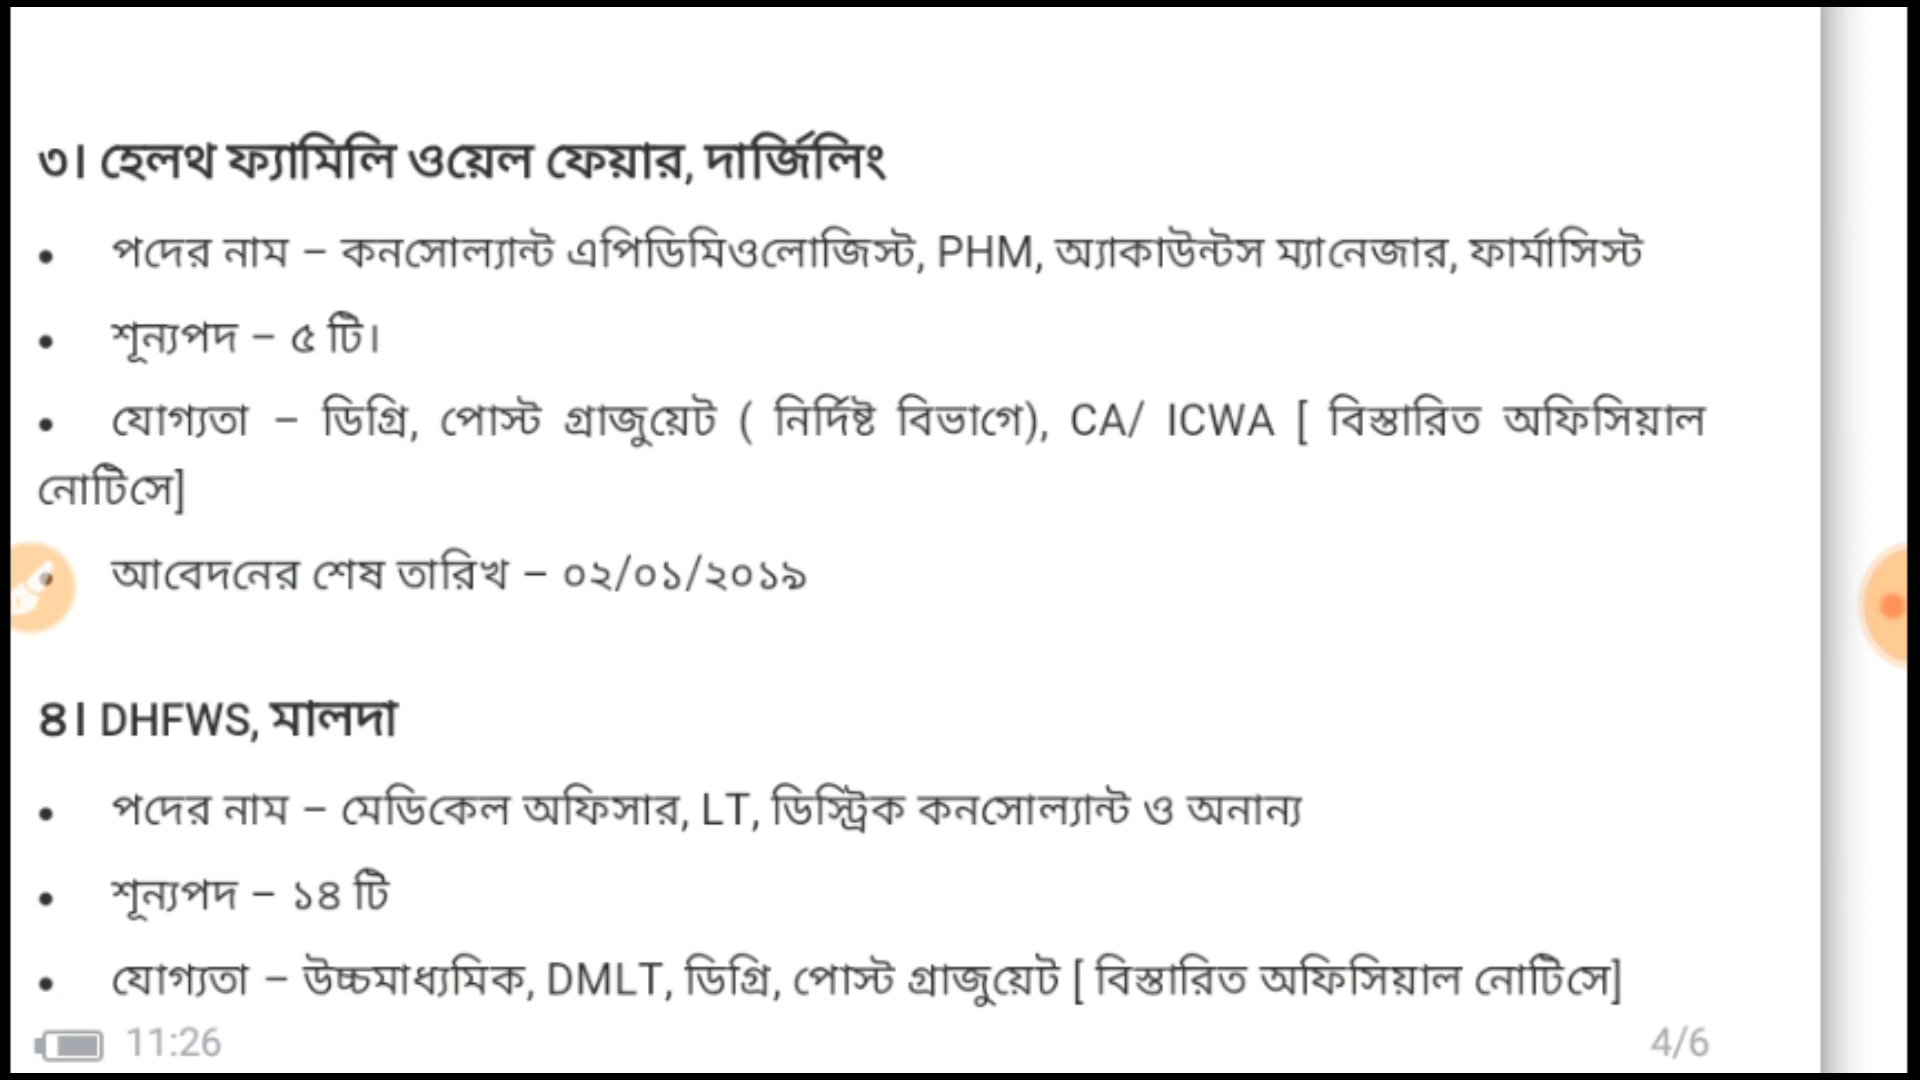 ৩। হেলথ ফ্যামিলি ওয়েল ফেয়ার, দার্জিলিং
• পদের নাম – কনসোল্যান্ট এপিডিমিওলোজিস্ট, PHM, অ্যাকাউন্টস ম্যানেজার, ফার্মাসিস্ট
• শূন্যপদ – ৫ টি।
• যোগ্যতা – ডিগ্রি, পোস্ট গ্রাজুয়েট ( নির্দিষ্ট বিভাগে), CA/ ICWA [ বিস্তারিত অফিসিয়াল
নোটিসে]
• আবেদনের শেষ তারিখ – ০২/০১/২০১৯
৪। DHFWS, মালদা
• পদের নাম – মেডিকেল অফিসার, LT, ডিস্ট্রিক কনসোল্যান্ট ও অনান্য
• শূন্যপদ – ১৪ টি
• যোগ্যতা – উচ্চমাধ্যমিক, DMLT, ডিগ্রি, পোস্ট গ্রাজুয়েট [ বিস্তারিত অফিসিয়াল নোটিসে]
11:26 4/6